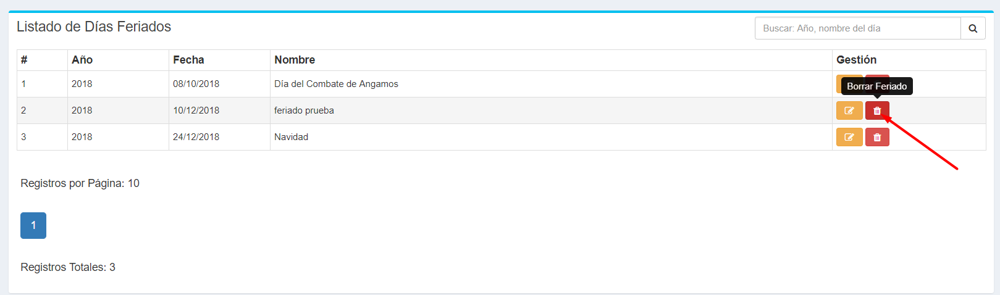 Listado de Días Feriados
Buscar: Año, nombre del día
# Año Fecha Nombre Gestión
1 2018 08/10/2018 Día del Combate de Angamos
Borrar Feriado
2 2018 10/12/2018 feriado prueba
3 2018 24/12/2018 Navidad
Registros por Página: 10
1
Registros Totales: 3